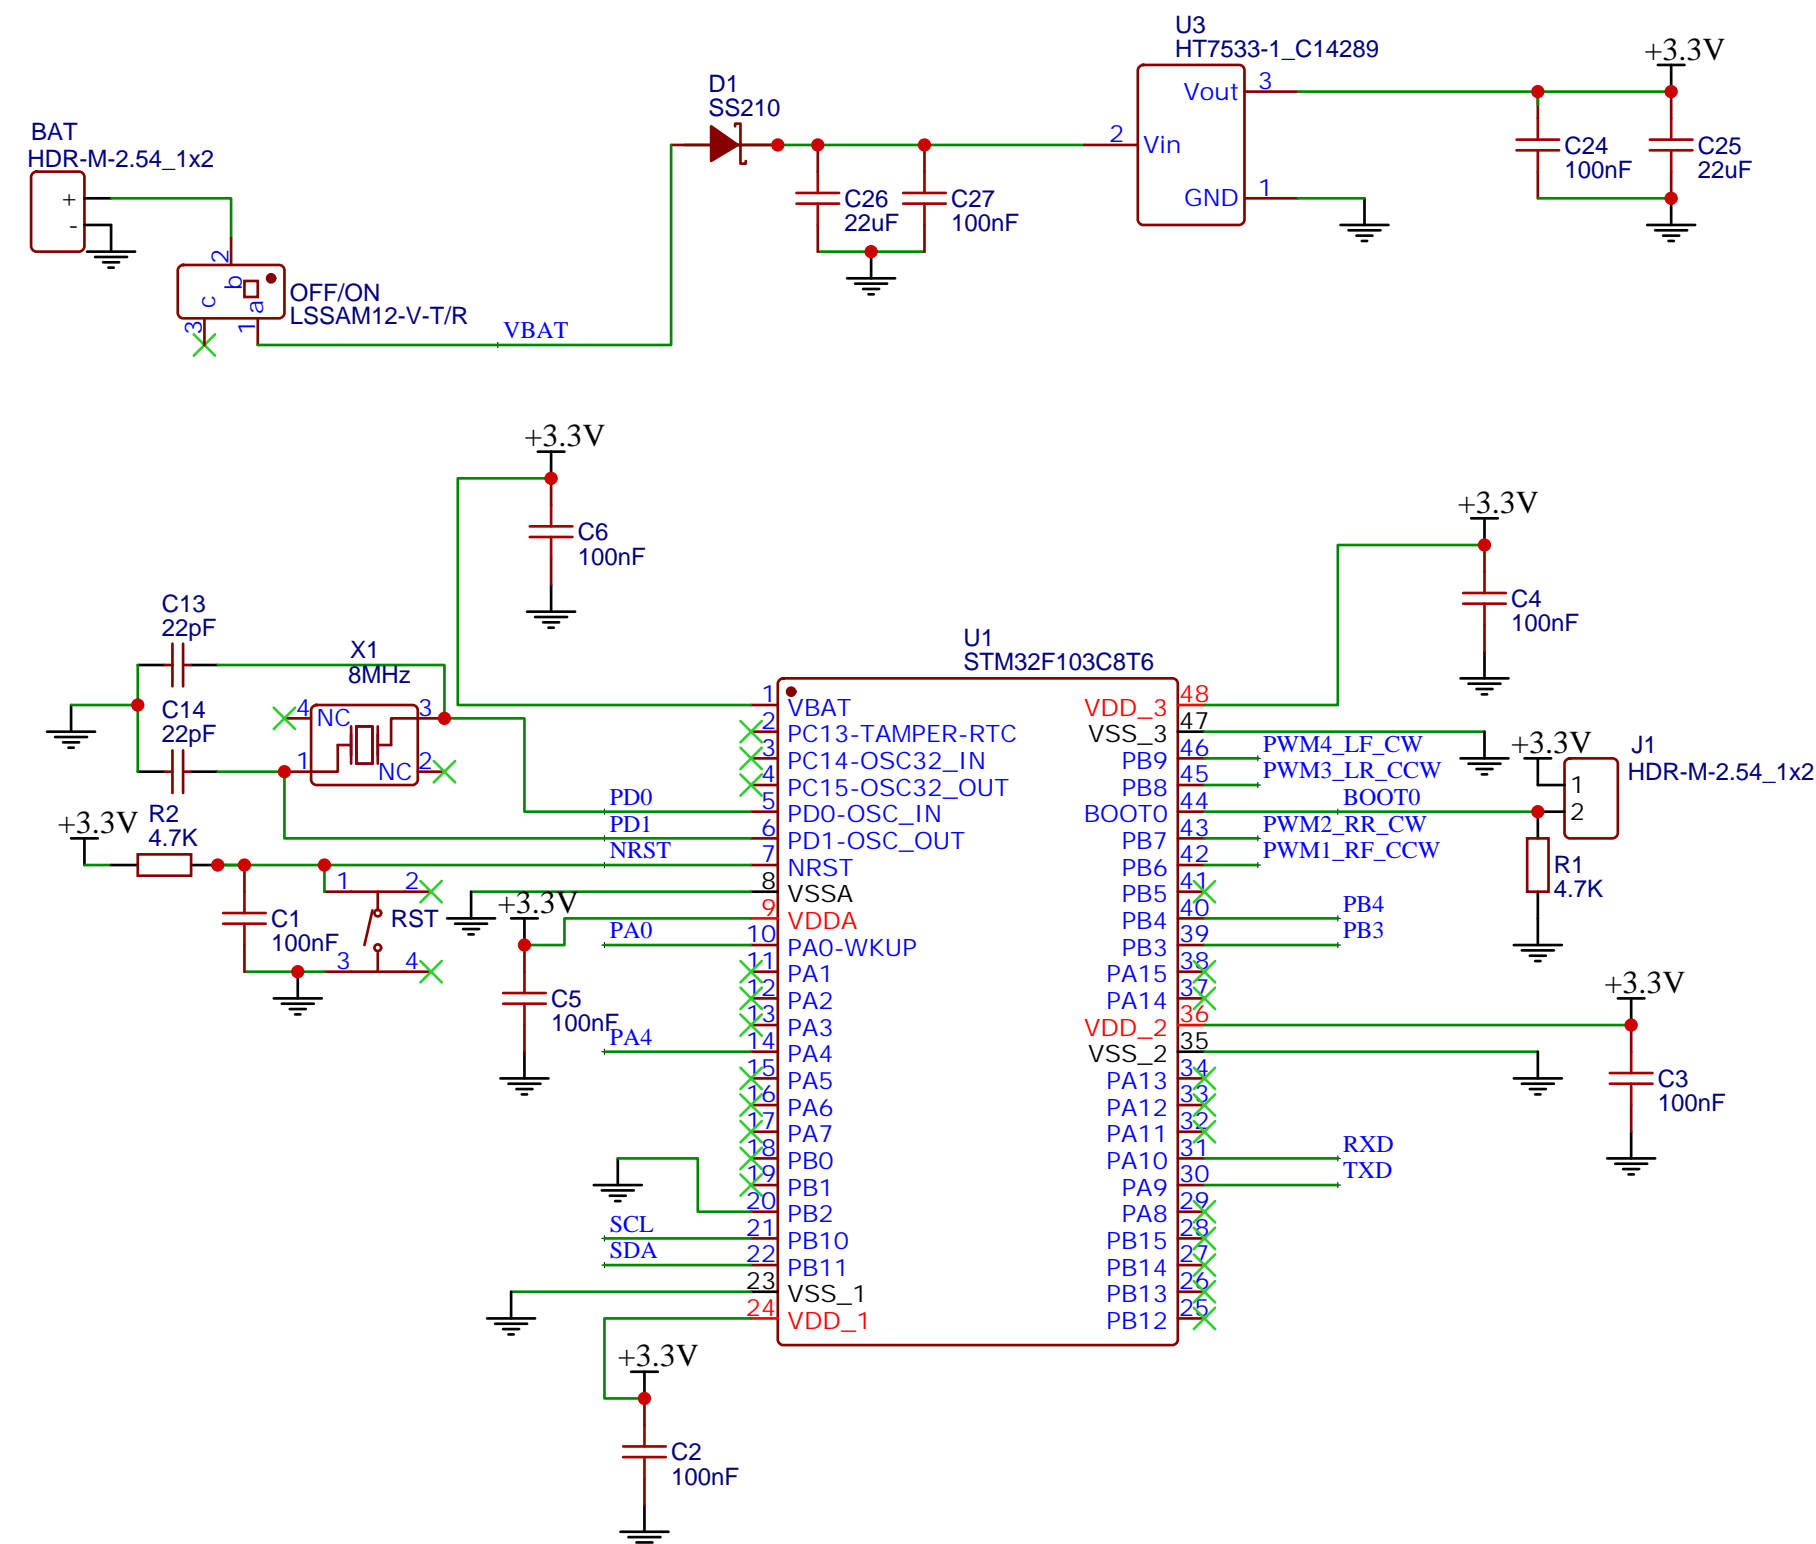 U3
HT7533-1_C14289
+3.3V
Vout
3
2
Vin
1
GND
C24
100nF
C25
22uF
D1
SS210
C26
22uF
C27
100nF
BAT
HDR-M-2.54_1x2
+
-
2
b
c
a
3
1
OFF/ON
LSSAM12-V-T/R
VBAT
+3.3V
C6
100nF
+3.3V
C4
100nF
C13
22pF
C14
22pF
X1
8MHz
4
NC
3
1
NC
2
+3.3V
R2
4.7K
PD0
PD1
NRST
1
2
RST
3
4
C1
100nF
+3.3V
PA0
C5
100nF
PA4
SCL
SDA
+3.3V
C2
100nF
U1
STM32F103C8T6
1
VBAT
2
PC13-TAMPER-RTC
3
PC14-OSC32_IN
4
PC15-OSC32_OUT
5
PD0-OSC_IN
6
PD1-OSC_OUT
7
NRST
8
VSSA
9
VDDA
10
PA0-WKUP
11
PA1
12
PA2
13
PA3
14
PA4
15
PA5
16
PA6
17
PA7
18
PB0
19
PB1
20
PB2
21
PB10
22
PB11
23
VSS_1
24
VDD_1
48
VDD_3
47
VSS_3
46
PB9
45
PB8
44
BOOT0
43
PB7
42
PB6
41
PB5
40
PB4
39
PB3
38
PA15
37
PA14
36
VDD_2
35
VSS_2
34
PA13
33
PA12
32
PA11
31
PA10
30
PA9
29
PA8
28
PB15
27
PB14
26
PB13
25
PB12
PWM4_LF_CW
PWM3_LR_CCW
BOOT0
PWM2_RR_CW
PWM1_RF_CCW
PB4
PB3
RXD
TXD
+3.3V
J1
HDR-M-2.54_1x2
1
2
R1
4.7K
+3.3V
C3
100nF